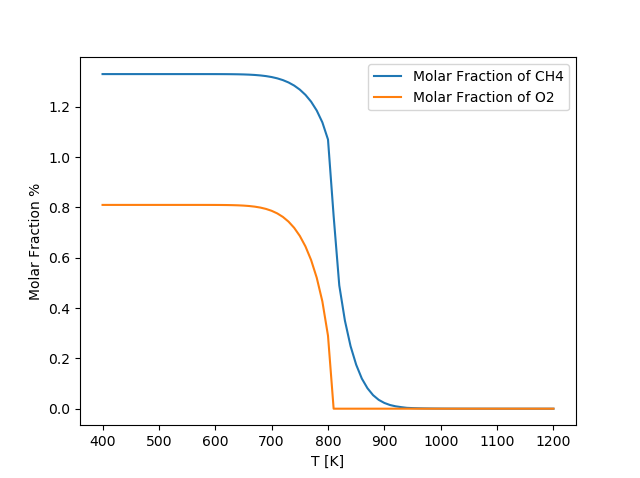 Molar Fraction of CH4
Molar Fraction of O2
Molar Fraction %
1.2
1.0
0.8
0.6
0.4
0.2
0.0
400 500 600 700 800 900 1000 1100 1200
T [K]